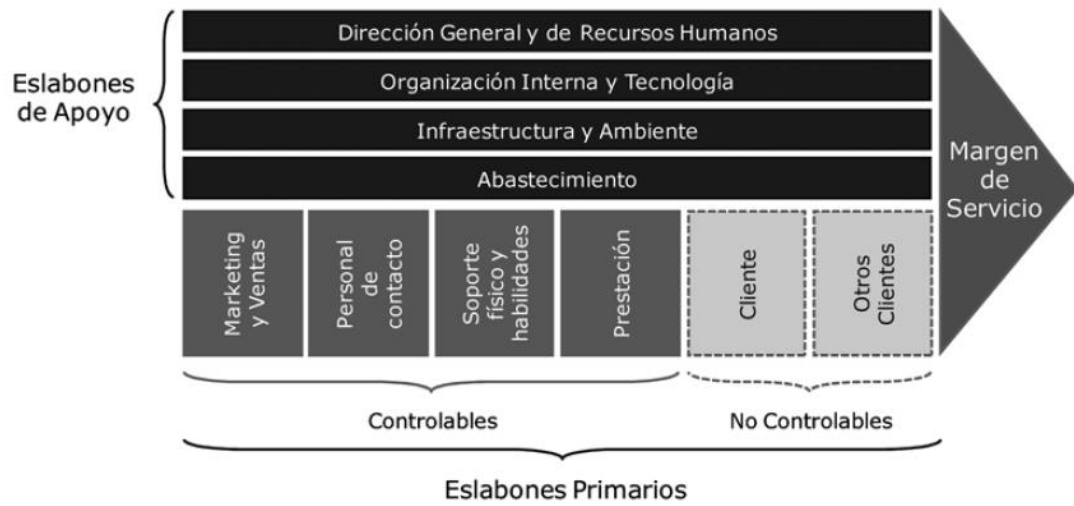 Dirección General y de Recursos Humanos
Organización Interna y Tecnología
Infraestructura y Ambiente
Abastecimiento
Eslabones
de Apoyo
Margen
de
Servicio
Marketing
y Ventas
Personal
de
contacto
Soporte
físico y
habilidades
Prestación
Cliente
Otros
Clientes
Controlables
No Controlables
Eslabones Primarios